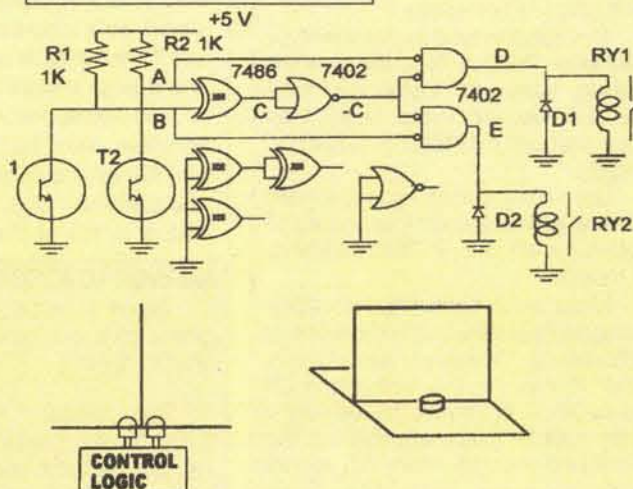 +5 V
R1
1K
R2 1K
A
7486
7402
D
RY1
B
C
-C
7402
E
D1
1
T2
D2
RY2
CONTROL
LOGIC